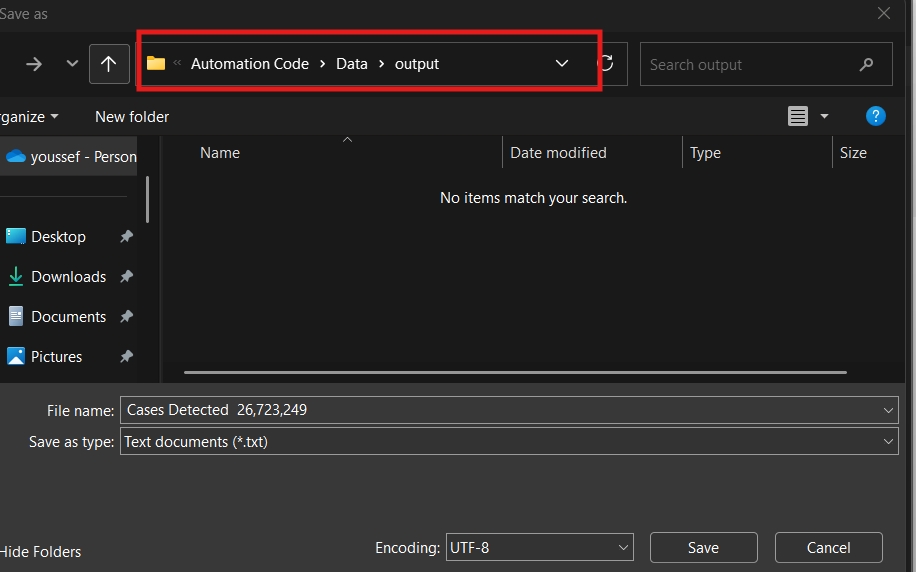 Save as
« Automation Code › Data › output
Search output
rganize
New folder
?
youssef - Person
Name
Date modified
Type
Size
No items match your search.
Desktop
Downloads
Documents
Pictures
File name: Cases Detected  26,723,249
Save as type: Text documents (*.txt)
Hide Folders
Encoding: UTF-8
Save
Cancel